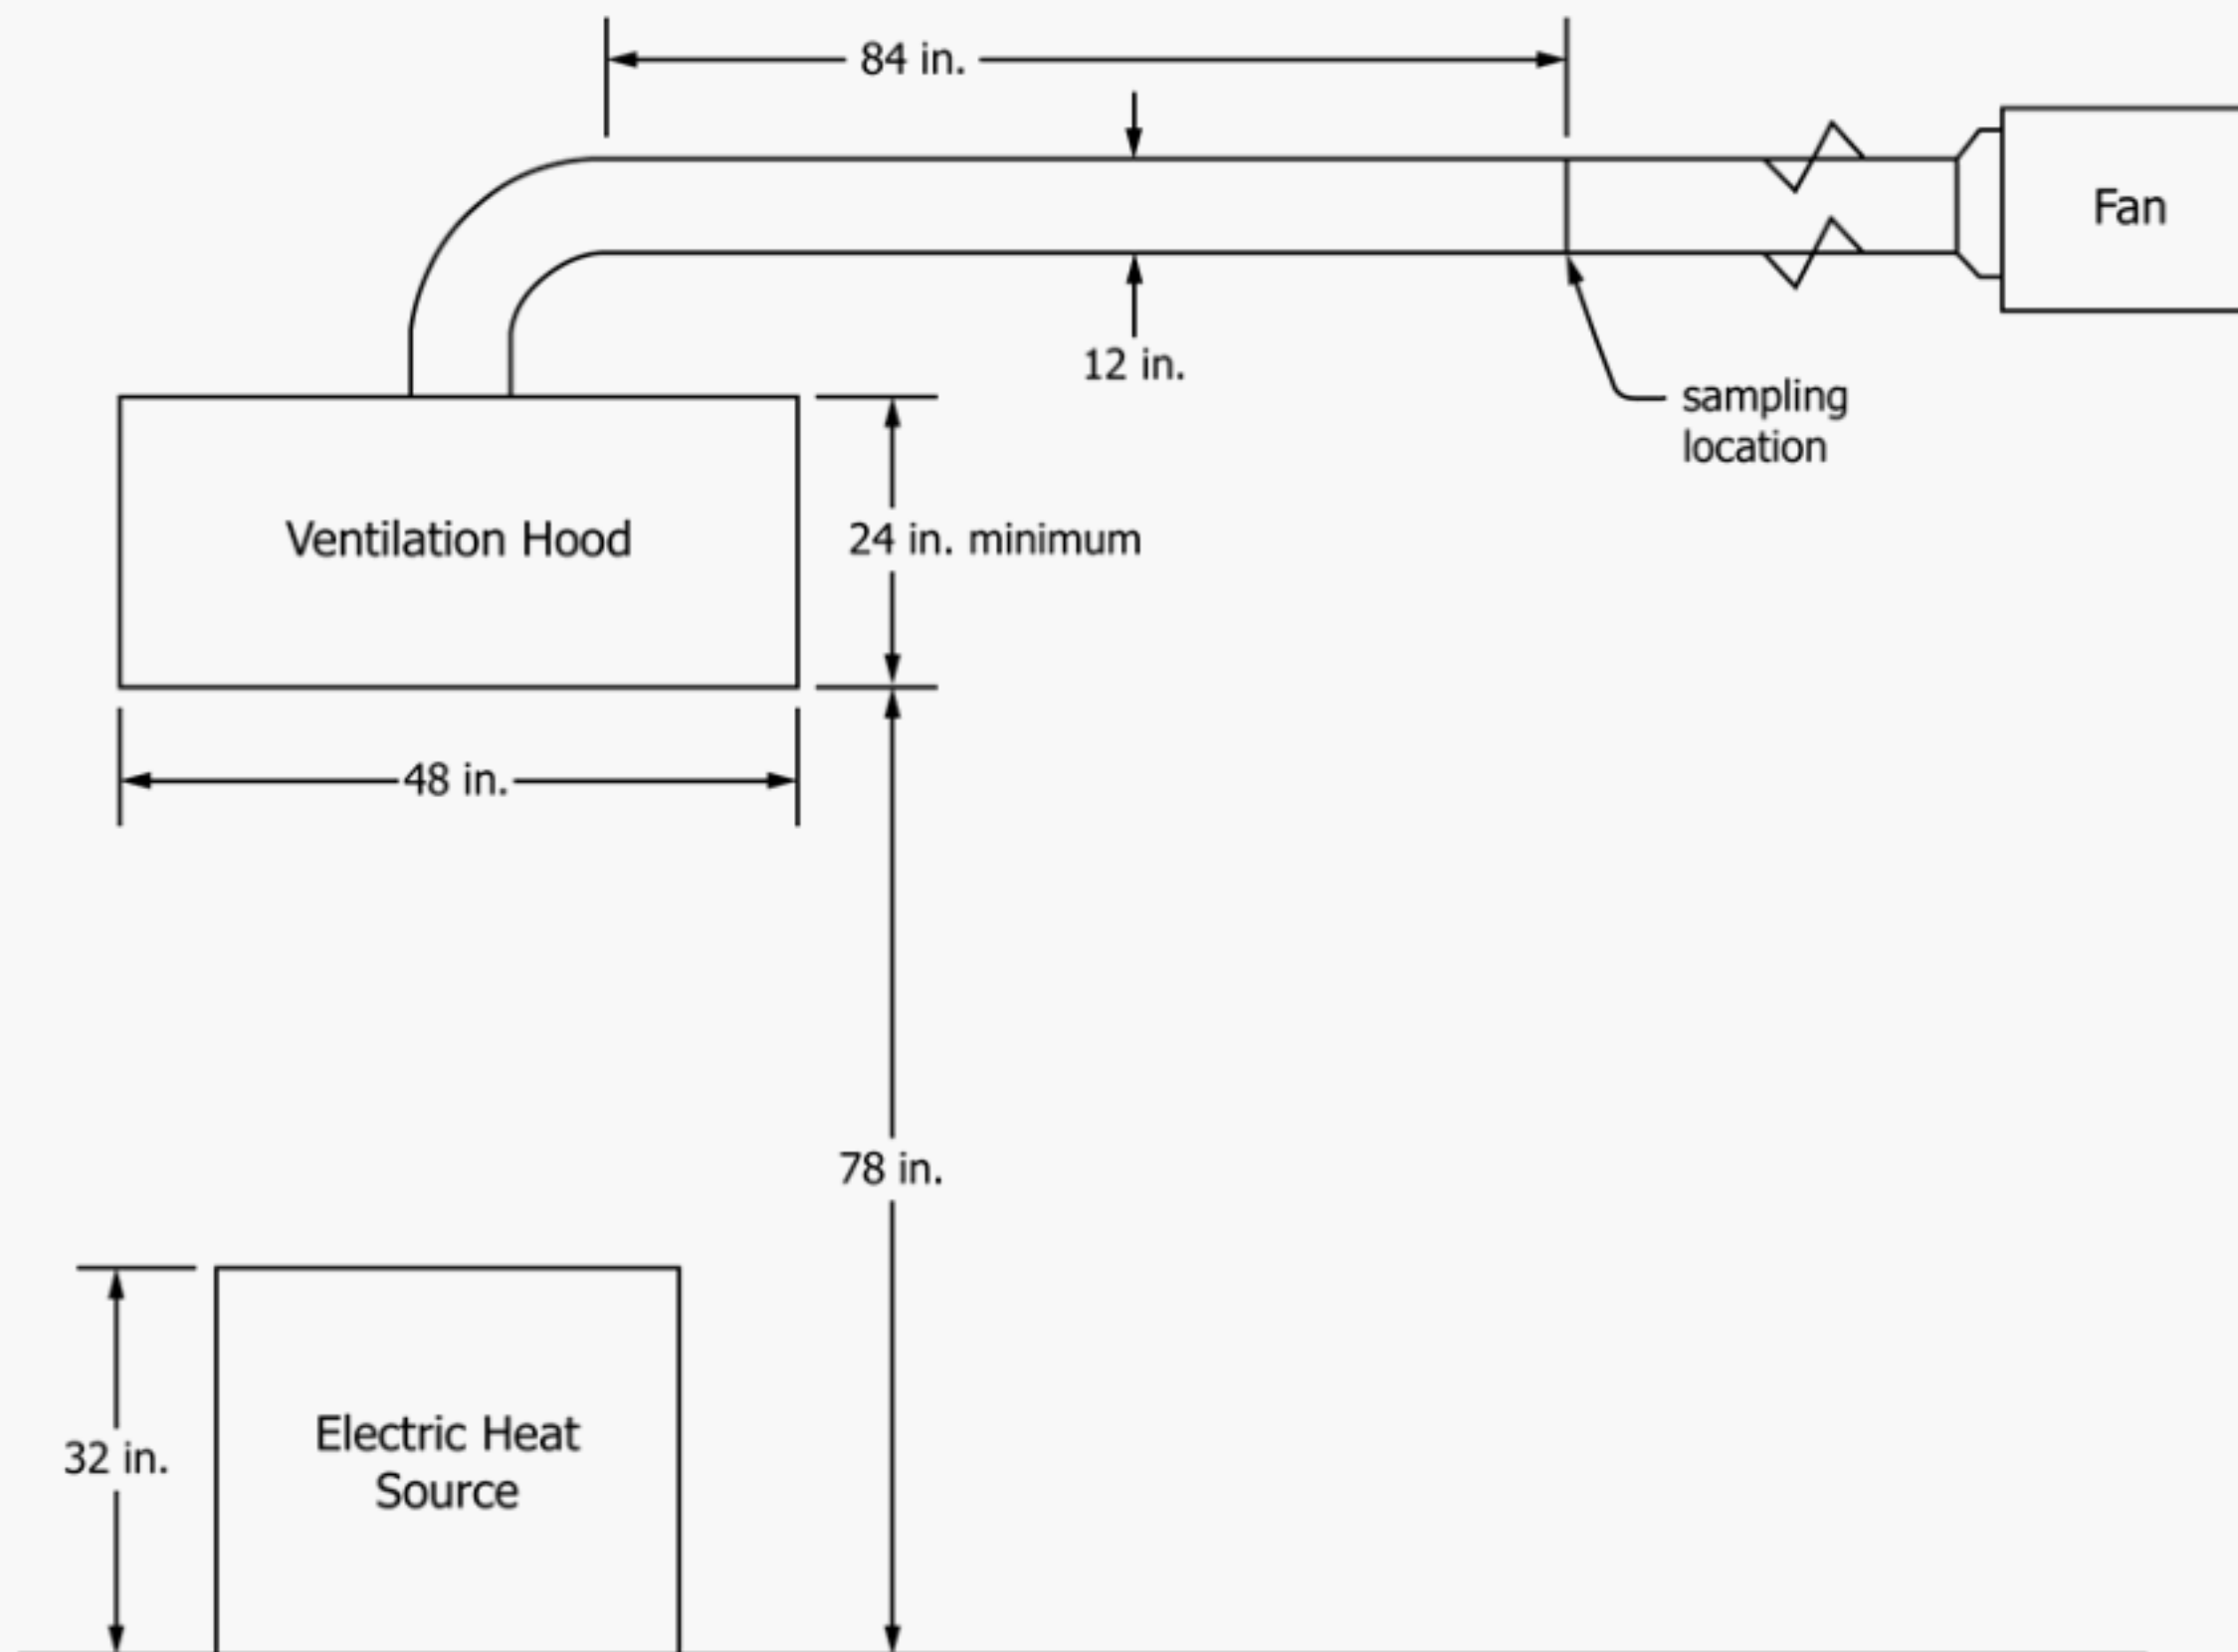 84 in.
Fan
12 in.
sampling
location
Ventilation Hood
24 in. minimum
48 in.
78 in.
Electric Heat
Source
32 in.